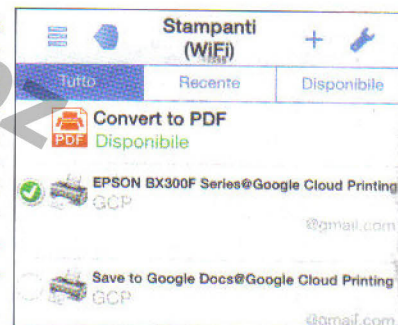 Stampanti
(WiFi)
Tutto Recente Disponibile
Convert to PDF
PDF Disponibile
EPSON BX300F Series@Google Cloud Printing
GCP
@gmail.com
Save to Google Docs@Google Cloud Printing
GCP
@gmail.com